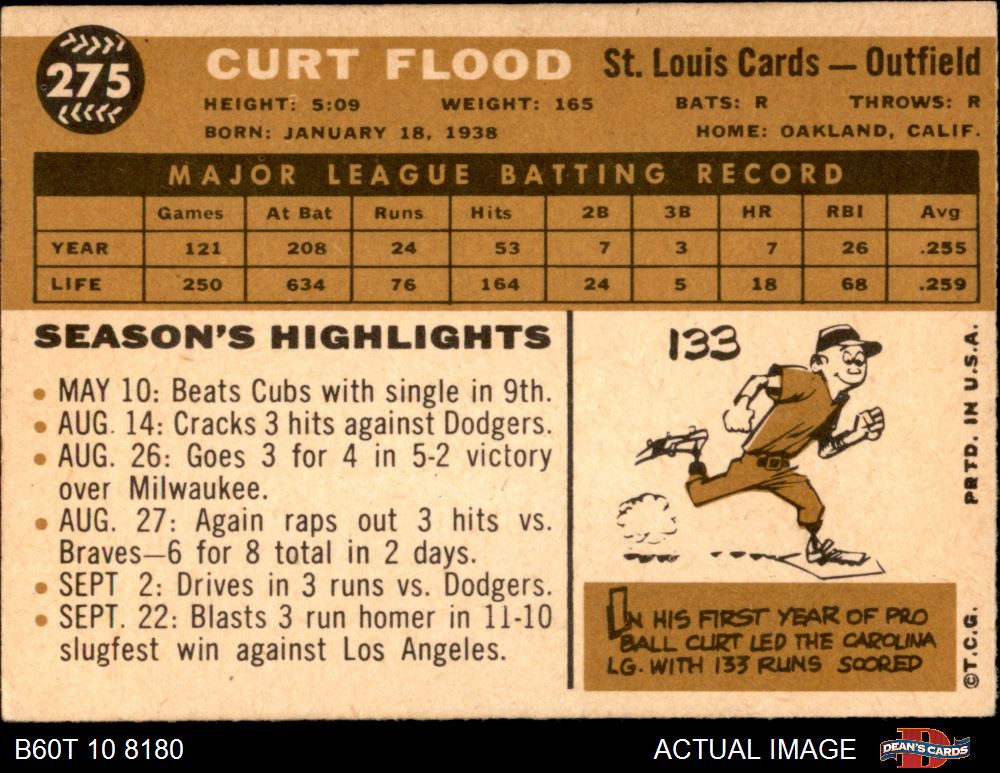 275
CURT FLOOD St. Louis Cards — Outfield
HEIGHT: 5:09 WEIGHT: 165 BATS: R THROWS: R
BORN: JANUARY 18, 1938 HOME: OAKLAND, CALIF.
MAJOR LEAGUE BATTING RECORD
Games At Bat Runs Hits 2B 3B HR RBI Avg
YEAR 121 208 24 53 7 3 7 26 .255
LIFE 250 634 76 164 24 5 18 68 .259
SEASON'S HIGHLIGHTS
• MAY 10: Beats Cubs with single in 9th.
• AUG. 14: Cracks 3 hits against Dodgers.
• AUG. 26: Goes 3 for 4 in 5-2 victory
over Milwaukee.
• AUG. 27: Again raps out 3 hits vs.
Braves—6 for 8 total in 2 days.
• SEPT 2: Drives in 3 runs vs. Dodgers.
• SEPT. 22: Blasts 3 run homer in 11-10
slugfest win against Los Angeles.
133
IN HIS FIRST YEAR OF PRO
BALL CURT LED THE CAROLINA
LG. WITH 133 RUNS SCORED
©T.C.G. PRTD. IN U.S.A.
B60T 10 8180 ACTUAL IMAGE DEAN'S CARDS